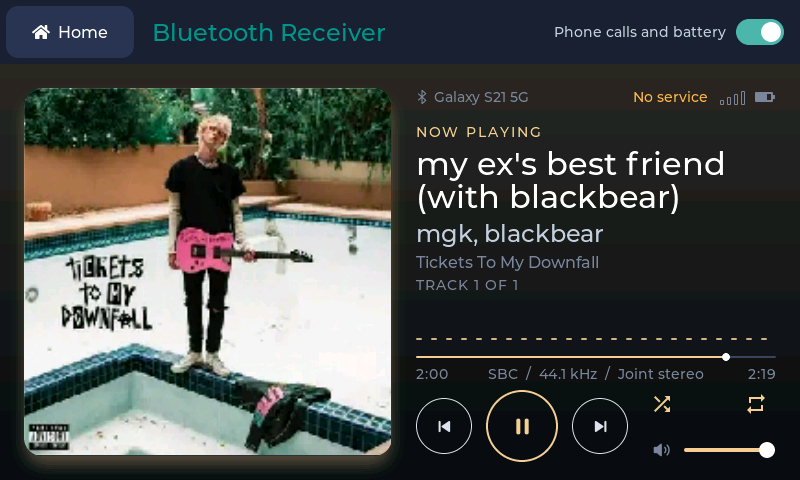 Home
Bluetooth Receiver
Phone calls and battery
Galaxy S21 5G
No service
NOW PLAYING
my ex's best friend
(with blackbear)
mgk, blackbear
Tickets To My Downfall
TRACK 1 OF 1
2:00
SBC / 44.1 kHz / Joint stereo
2:19
TiCKETS
to MY
DOWNFALL
ADVISORY